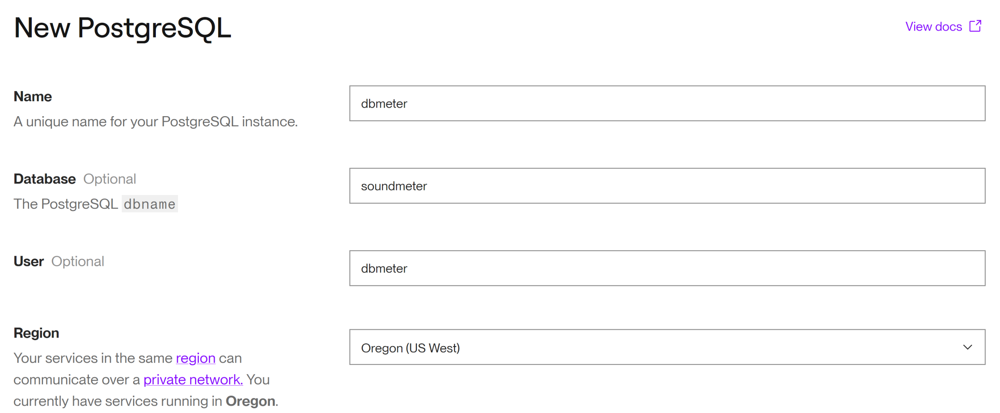 New PostgreSQL
View docs
Name
A unique name for your PostgreSQL instance.
dbmeter
Database Optional
The PostgreSQL dbname
soundmeter
User Optional
dbmeter
Region
Your services in the same region can
communicate over a private network. You
currently have services running in Oregon.
Oregon (US West)